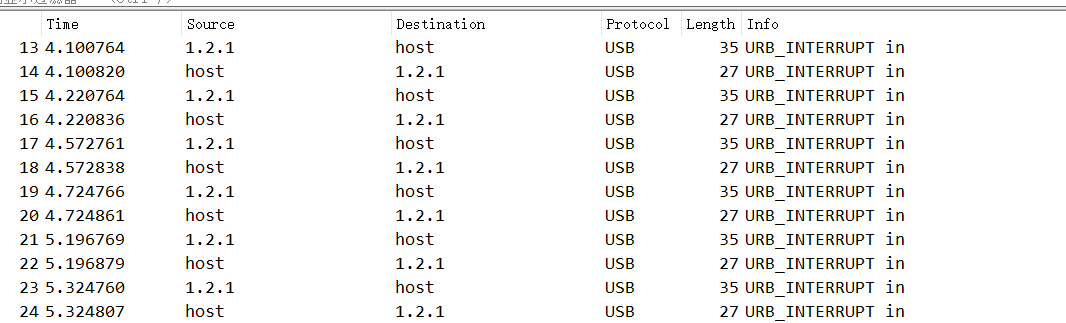 Time Source Destination Protocol Length Info
13 4.100764 1.2.1 host USB 35 URB_INTERRUPT in
14 4.100820 host 1.2.1 USB 27 URB_INTERRUPT in
15 4.220764 1.2.1 host USB 35 URB_INTERRUPT in
16 4.220836 host 1.2.1 USB 27 URB_INTERRUPT in
17 4.572761 1.2.1 host USB 35 URB_INTERRUPT in
18 4.572838 host 1.2.1 USB 27 URB_INTERRUPT in
19 4.724766 1.2.1 host USB 35 URB_INTERRUPT in
20 4.724861 host 1.2.1 USB 27 URB_INTERRUPT in
21 5.196769 1.2.1 host USB 35 URB_INTERRUPT in
22 5.196879 host 1.2.1 USB 27 URB_INTERRUPT in
23 5.324760 1.2.1 host USB 35 URB_INTERRUPT in
24 5.324807 host 1.2.1 USB 27 URB_INTERRUPT in